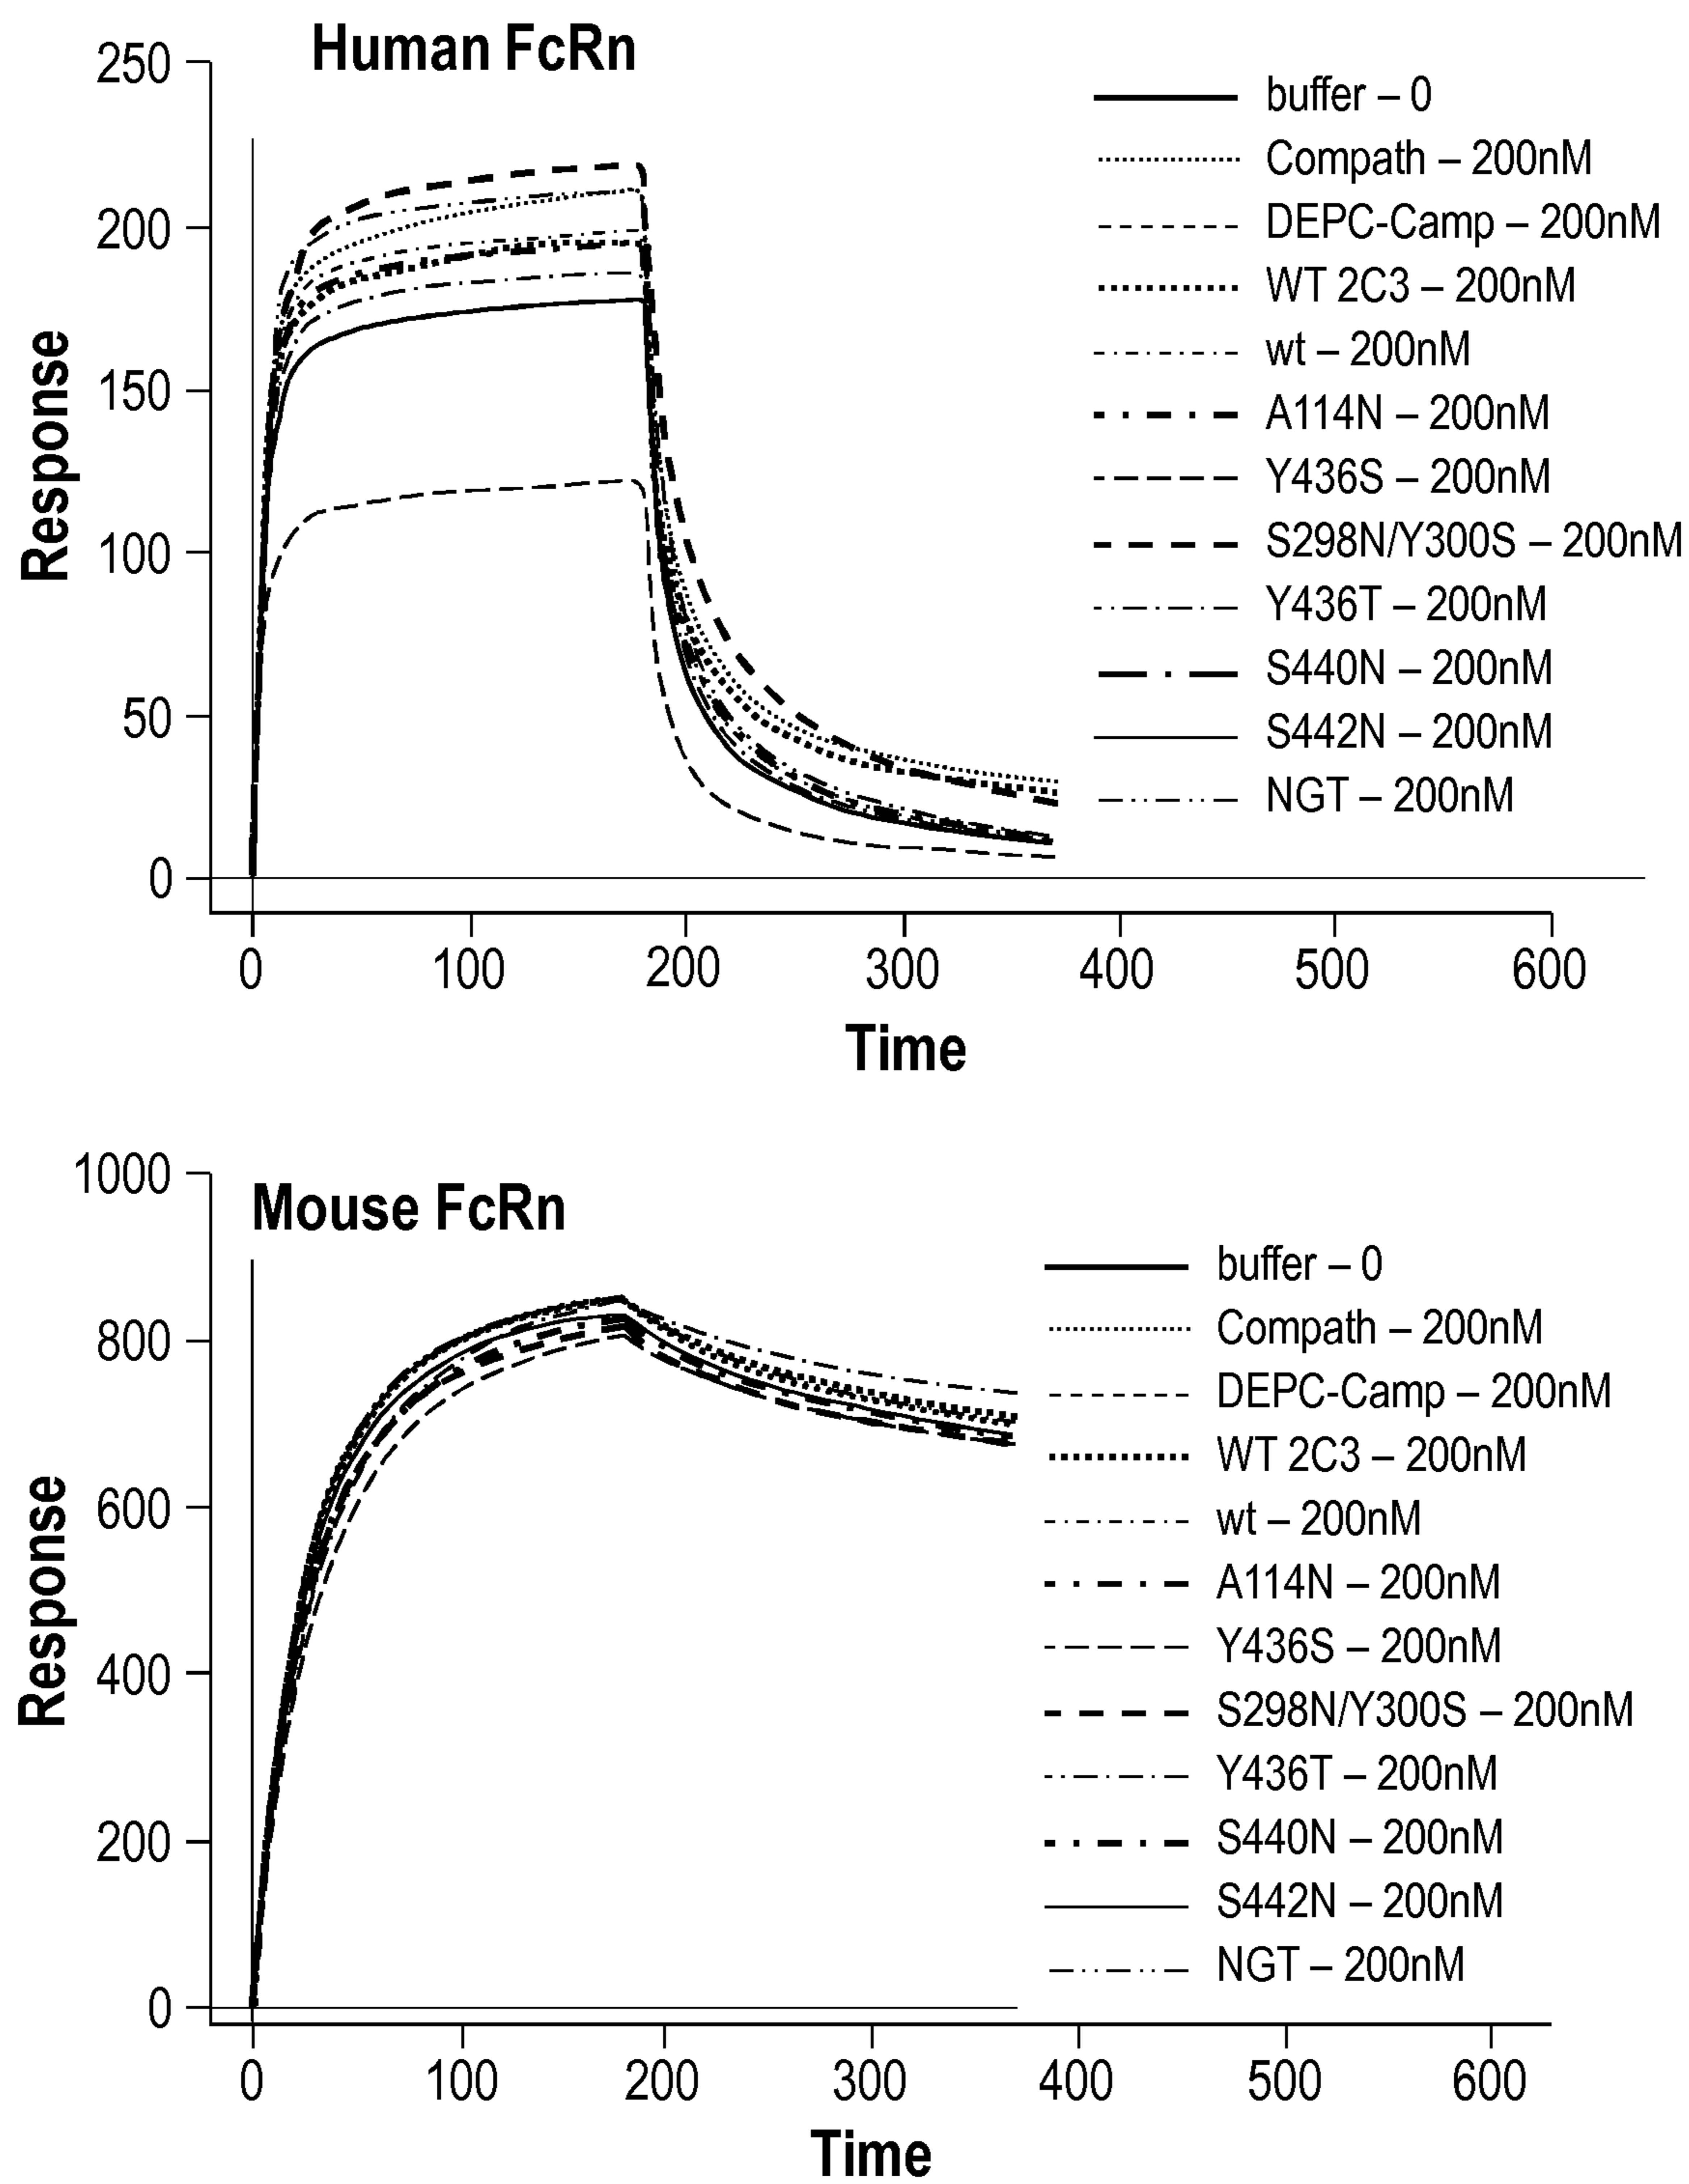 Human FcRn
250
200
150
100
50
0
Response
0 100 200 300 400 500 600
Time
buffer – 0
Compath – 200nM
DEPC-Camp – 200nM
WT 2C3 – 200nM
wt – 200nM
A114N – 200nM
Y436S – 200nM
S298N/Y300S – 200nM
Y436T – 200nM
S440N – 200nM
S442N – 200nM
NGT – 200nM
Mouse FcRn
1000
800
600
400
200
0
Response
0 100 200 300 400 500 600
Time
buffer – 0
Compath – 200nM
DEPC-Camp – 200nM
WT 2C3 – 200nM
wt – 200nM
A114N – 200nM
Y436S – 200nM
S298N/Y300S – 200nM
Y436T – 200nM
S440N – 200nM
S442N – 200nM
NGT – 200nM